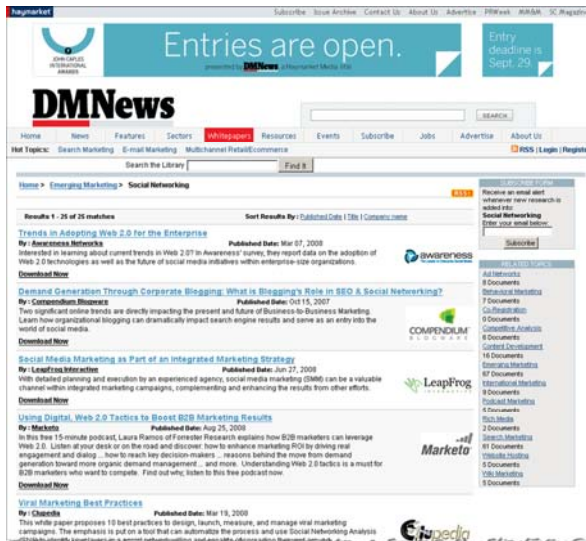 haymarket
Subscribe Issue Archive Contact Us About Us Advertise PRWeek MM&M SC Magazine
JOHN CAPLES
INTERNATIONAL
AWARDS
Entries are open.
presented by DMNews, a Haymarket Media title
Entry
deadline is
Sept. 29.
DMNews
SEARCH
Home News Features Sectors Whitepapers Resources Events Subscribe Jobs Advertise About Us
Hot Topics: Search Marketing E-mail Marketing Multichannel Retail/Ecommerce RSS | Login | Regist
Search the Library Find It
Home > Emerging Marketing > Social Networking
RSS
Results 1 - 25 of 25 matches Sort Results By: Published Date | Title | Company name
Trends in Adopting Web 2.0 for the Enterprise
By : Awareness Networks Published Date: Mar 07, 2008
Interested in learning about current trends in Web 2.0? In Awareness' survey, they report data on the adoption of
Web 2.0 technologies as well as the future of social media initiatives within enterprise-size organizations.
Download Now
awareness
Demand Generation Through Corporate Blogging: What is Blogging's Role in SEO & Social Networking?
By : Compendium Blogware Published Date: Oct 15, 2007
Two significant online trends are directly impacting the present and future of Business-to-Business Marketing.
Learn how organizational blogging can dramatically impact search engine results and serve as an entry into the
world of social media.
Download Now
COMPENDIUM
BLOGWARE
Social Media Marketing as Part of an Integrated Marketing Strategy
By : LeapFrog Interactive Published Date: Jun 27, 2008
With detailed planning and execution by an experienced agency, social media marketing (SMM) can be a valuable
channel within integrated marketing campaigns, complementing and enhancing the results from other efforts.
Download Now
LeapFrog
INTERACTIVE
Using Digital, Web 2.0 Tactics to Boost B2B Marketing Results
By : Marketo Published Date: Aug 25, 2008
In this free 15-minute podcast, Laura Ramos of Forrester Research explains how B2B marketers can leverage
Web 2.0. Listen at your desk or on the road and discover: how to enhance marketing ROI by driving real
engagement and dialog ... how to reach key decision-makers ... reasons behind the move from demand
generation toward more organic demand management ... and more. Understanding Web 2.0 tactics is a must for
B2B marketers who want to compete. Find out why, listen to this free podcast now.
Download Now
Marketo
Viral Marketing Best Practices
By : Clupedia Published Date: Mar 19, 2008
This white paper proposes 10 best practices to design, launch, measure, and manage viral marketing
campaigns. The emphasis is put on a tool that can automate the process and use Social Networking Analysis
Clupedia
SUBSCRIBE FORM
Receive an email alert
whenever new research is
added into
Social Networking
Enter your email below:
Subscribe
RELATED TOPICS
Ad Networks
8 Documents
Behavioral Marketing
7 Documents
Co-Registration
0 Documents
Competitive Analysis
6 Documents
Content Development
16 Documents
Emerging Marketing
67 Documents
International Marketing
9 Documents
Podcast Marketing
5 Documents
Rich Media
2 Documents
Search Marketing
61 Documents
Website Hosting
5 Documents
Wiki Marketing
5 Documents